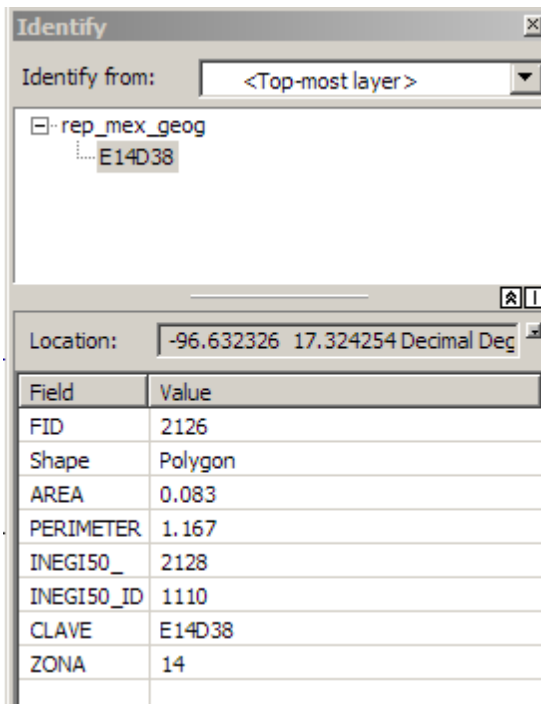 Identify
Identify from: <Top-most layer>
rep_mex_geog
E14D38
Location: -96.632326 17.324254 Decimal Deg
Field Value
FID 2126
Shape Polygon
AREA 0.083
PERIMETER 1.167
INEGI50_ 2128
INEGI50_ID 1110
CLAVE E14D38
ZONA 14